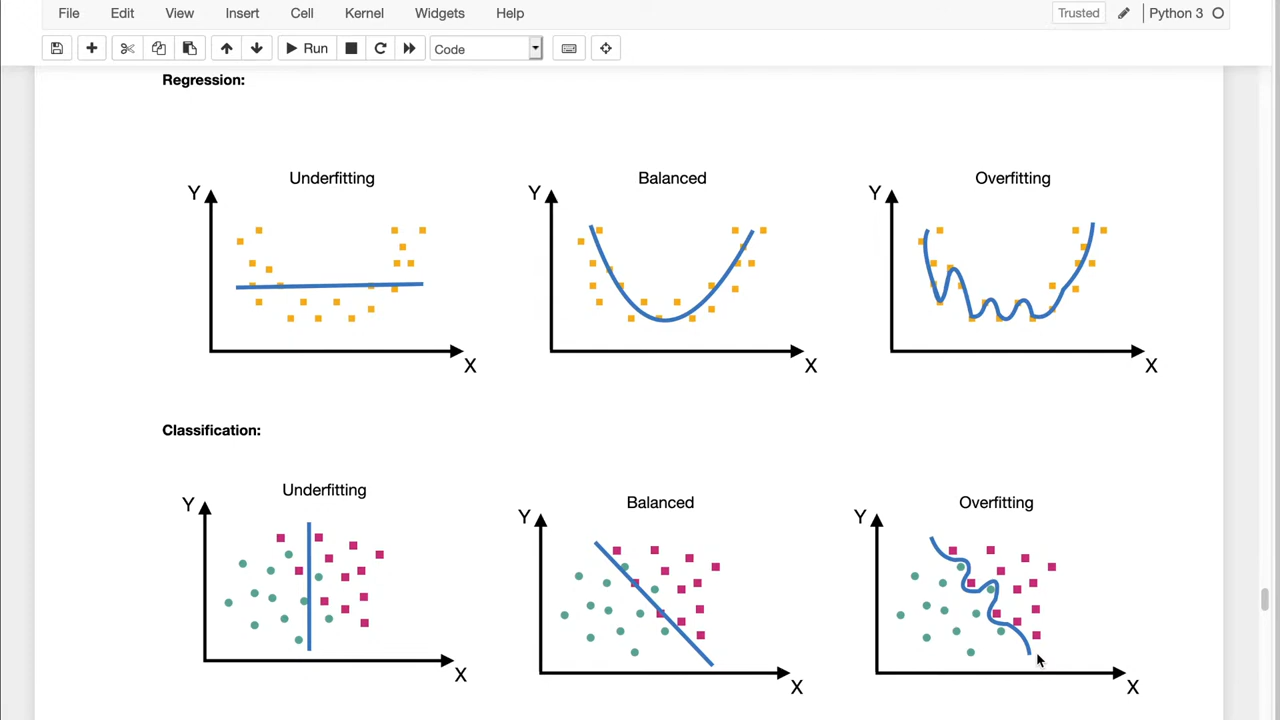 File Edit View Insert Cell Kernel Widgets Help Trusted Python 3
Run Code
Regression:
Underfitting Balanced Overfitting
Y Y Y
X X X
Classification:
Underfitting
Balanced Overfitting
Y Y Y
X X X